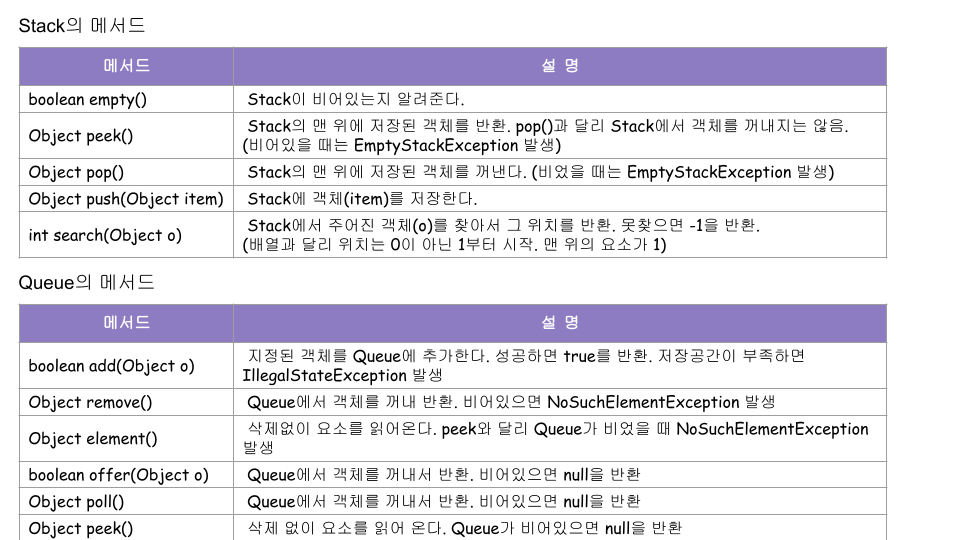 Stack의 메서드
메서드 설 명
boolean empty() Stack이 비어있는지 알려준다.
Object peek() Stack의 맨 위에 저장된 객체를 반환. pop()과 달리 Stack에서 객체를 꺼내지는 않음.
(비어있을 때는 EmptyStackException 발생)
Object pop() Stack의 맨 위에 저장된 객체를 꺼낸다. (비었을 때는 EmptyStackException 발생)
Object push(Object item) Stack에 객체(item)를 저장한다.
int search(Object o) Stack에서 주어진 객체(o)를 찾아서 그 위치를 반환. 못찾으면 -1을 반환.
(배열과 달리 위치는 0이 아닌 1부터 시작. 맨 위의 요소가 1)
Queue의 메서드
메서드 설 명
boolean add(Object o) 지정된 객체를 Queue에 추가한다. 성공하면 true를 반환. 저장공간이 부족하면
IllegalStateException 발생
Object remove() Queue에서 객체를 꺼내 반환. 비어있으면 NoSuchElementException 발생
Object element() 삭제없이 요소를 읽어온다. peek와 달리 Queue가 비었을 때 NoSuchElementException
발생
boolean offer(Object o) Queue에서 객체를 꺼내서 반환. 비어있으면 null을 반환
Object poll() Queue에서 객체를 꺼내서 반환. 비어있으면 null을 반환
Object peek() 삭제 없이 요소를 읽어 온다. Queue가 비어있으면 null을 반환